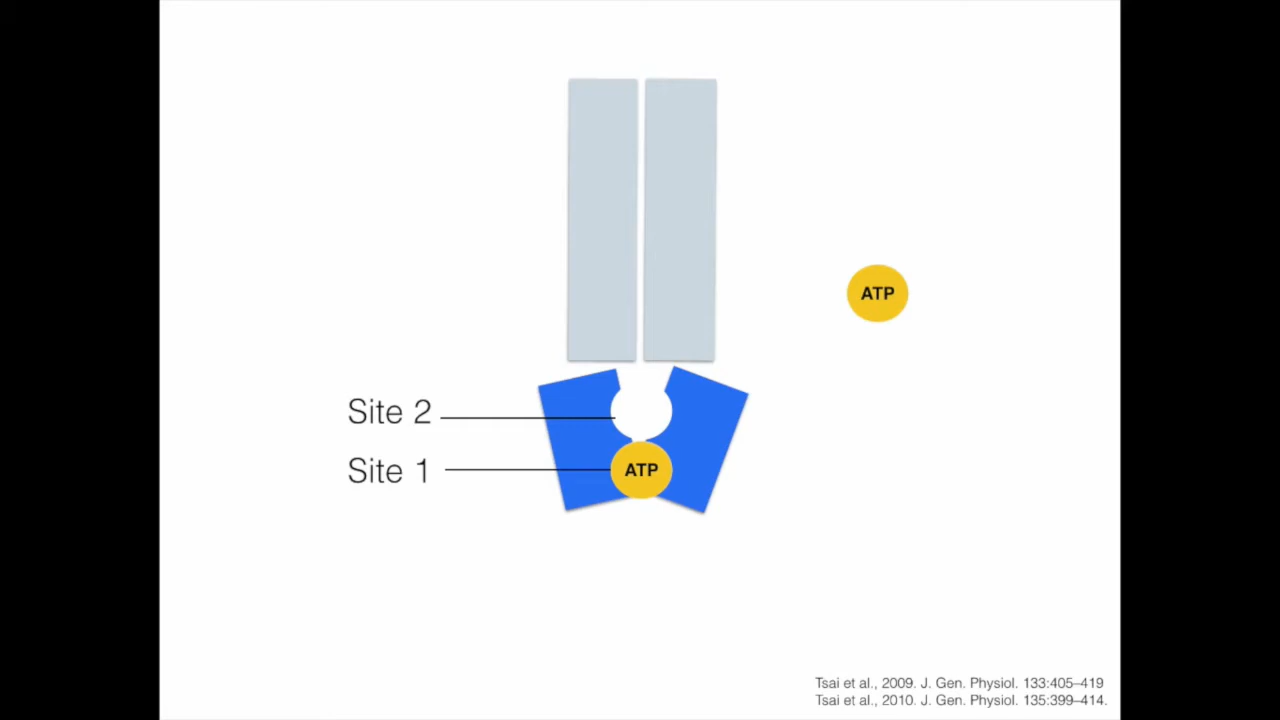 ATP
Site 2
Site 1
ATP
Tsai et al., 2009. J. Gen. Physiol. 133:405–419
Tsai et al., 2010. J. Gen. Physiol. 135:399–414.